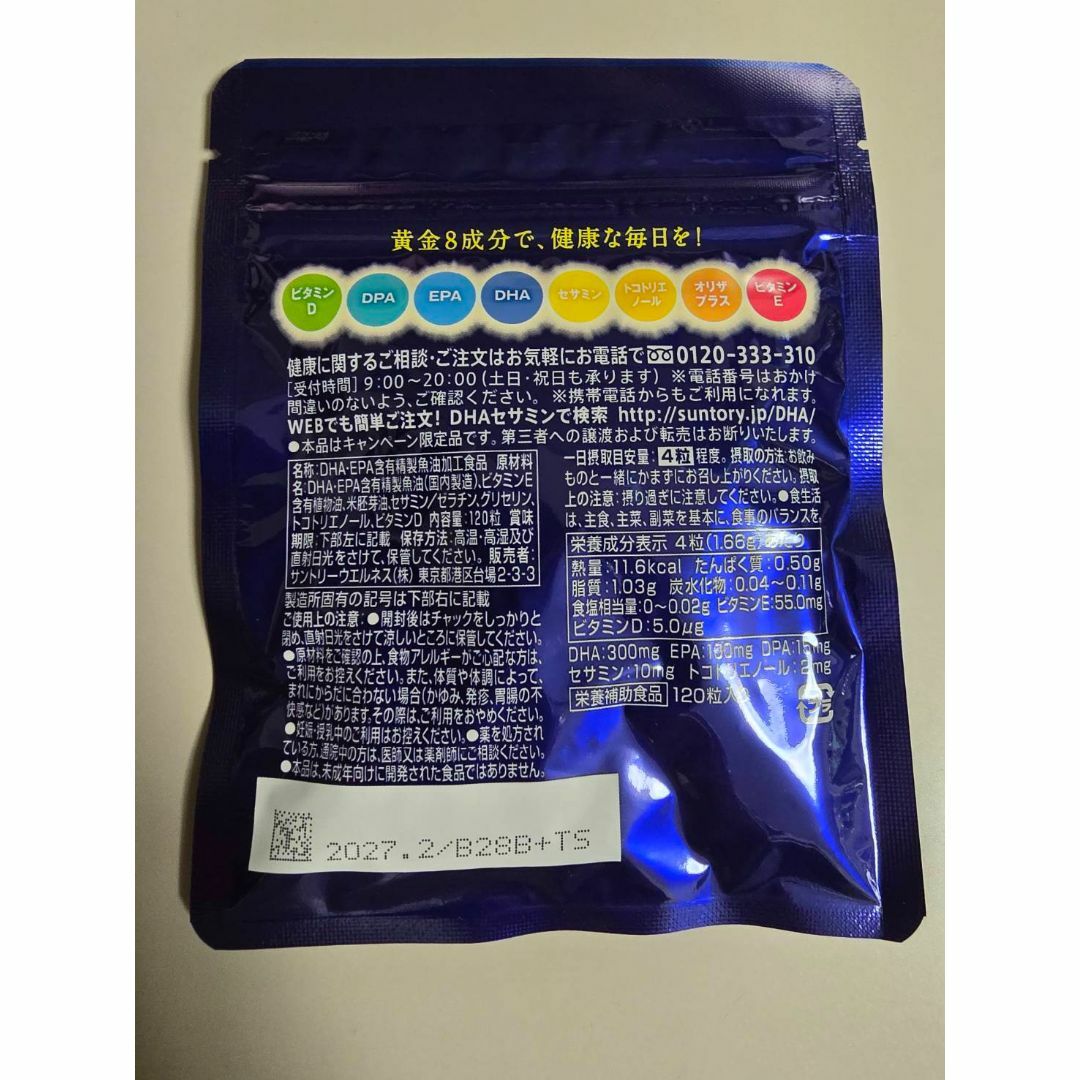 黄金8成分で、健康な毎日を!
ビタミン
D
DPA
EPA
DHA
セサミン
トコトリエ
ノール
オリザ
プラス
ビタミン
E
健康に関するご相談・ご注文はお気軽にお電話で 0120-333-310
[受付時間] 9:00~20:00(土日・祝日も承ります) ※電話番号はおかけ
間違いのないよう、ご確認ください。 ※携帯電話からもご利用になれます。
WEBでも簡単ご注文! DHAセサミンで検索 http://suntory.jp/DHA/
●本品はキャンペーン限定品です。第三者への譲渡および転売はお断りいたします。
名称:DHA・EPA含有精製魚油加工食品 原材料
名:DHA・EPA含有精製魚油(国内製造)、ビタミンE
含有植物油、米胚芽油、セサミン/ゼラチン、グリセリン、
トコトリエノール、ビタミンD 内容量:120粒 賞味
期限:下部左に記載 保存方法:高温・高湿及び
直射日光をさけて、保管してください。 販売者:
サントリーウエルネス(株) 東京都港区台場2-3-3
製造所固有の記号は下部右に記載
ご使用上の注意:●開封後はチャックをしっかりと
閉め、直射日光をさけて涼しいところに保管してください。
●原材料をご確認の上、食物アレルギーがご心配な方は、
ご利用をお控えください。また、体質や体調によって、
まれにからだに合わない場合(かゆみ、発疹、胃腸の不
快感など)があります。その際は、ご利用をおやめください。
●妊娠・授乳中のご利用はお控えください。●薬を処方され
ている方、通院中の方は、医師又は薬剤師にご相談ください。
●本品は、未成年向けに開発された食品ではありません。
一日摂取目安量:4粒程度。摂取の方法:お飲み
ものと一緒にかまずにお召し上がりください。摂取
上の注意:摂り過ぎに注意してください。●食生活
は、主食、主菜、副菜を基本に、食事のバランスを。
栄養成分表示 4粒(1.66g)あたり
熱量:11.6kcal たんぱく質:0.50g
脂質:1.03g 炭水化物:0.04~0.11g
食塩相当量:0~0.02g ビタミンE:55.0mg
ビタミンD:5.0μg
DHA:300mg EPA:100mg DPA:15mg
セサミン:10mg トコトリエノール:2mg
栄養補助食品 120粒入り
プラ
2027.2/B28B+TS